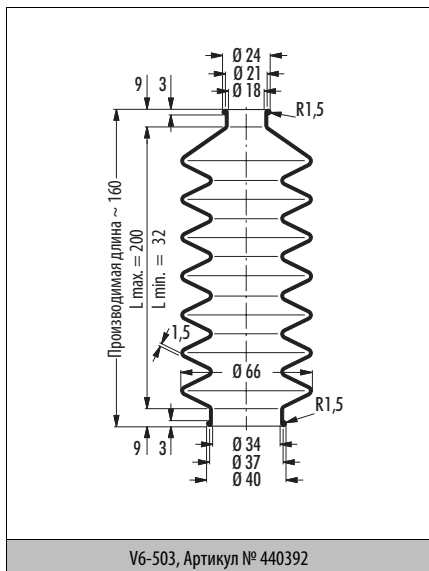 Ø 24
Ø 21
Ø 18
9
3
R1,5
Производимая длина ~ 160
L max. = 200
L min. = 32
1,5
Ø 66
R1,5
9
3
Ø 34
Ø 37
Ø 40
V6-503, Артикул № 440392